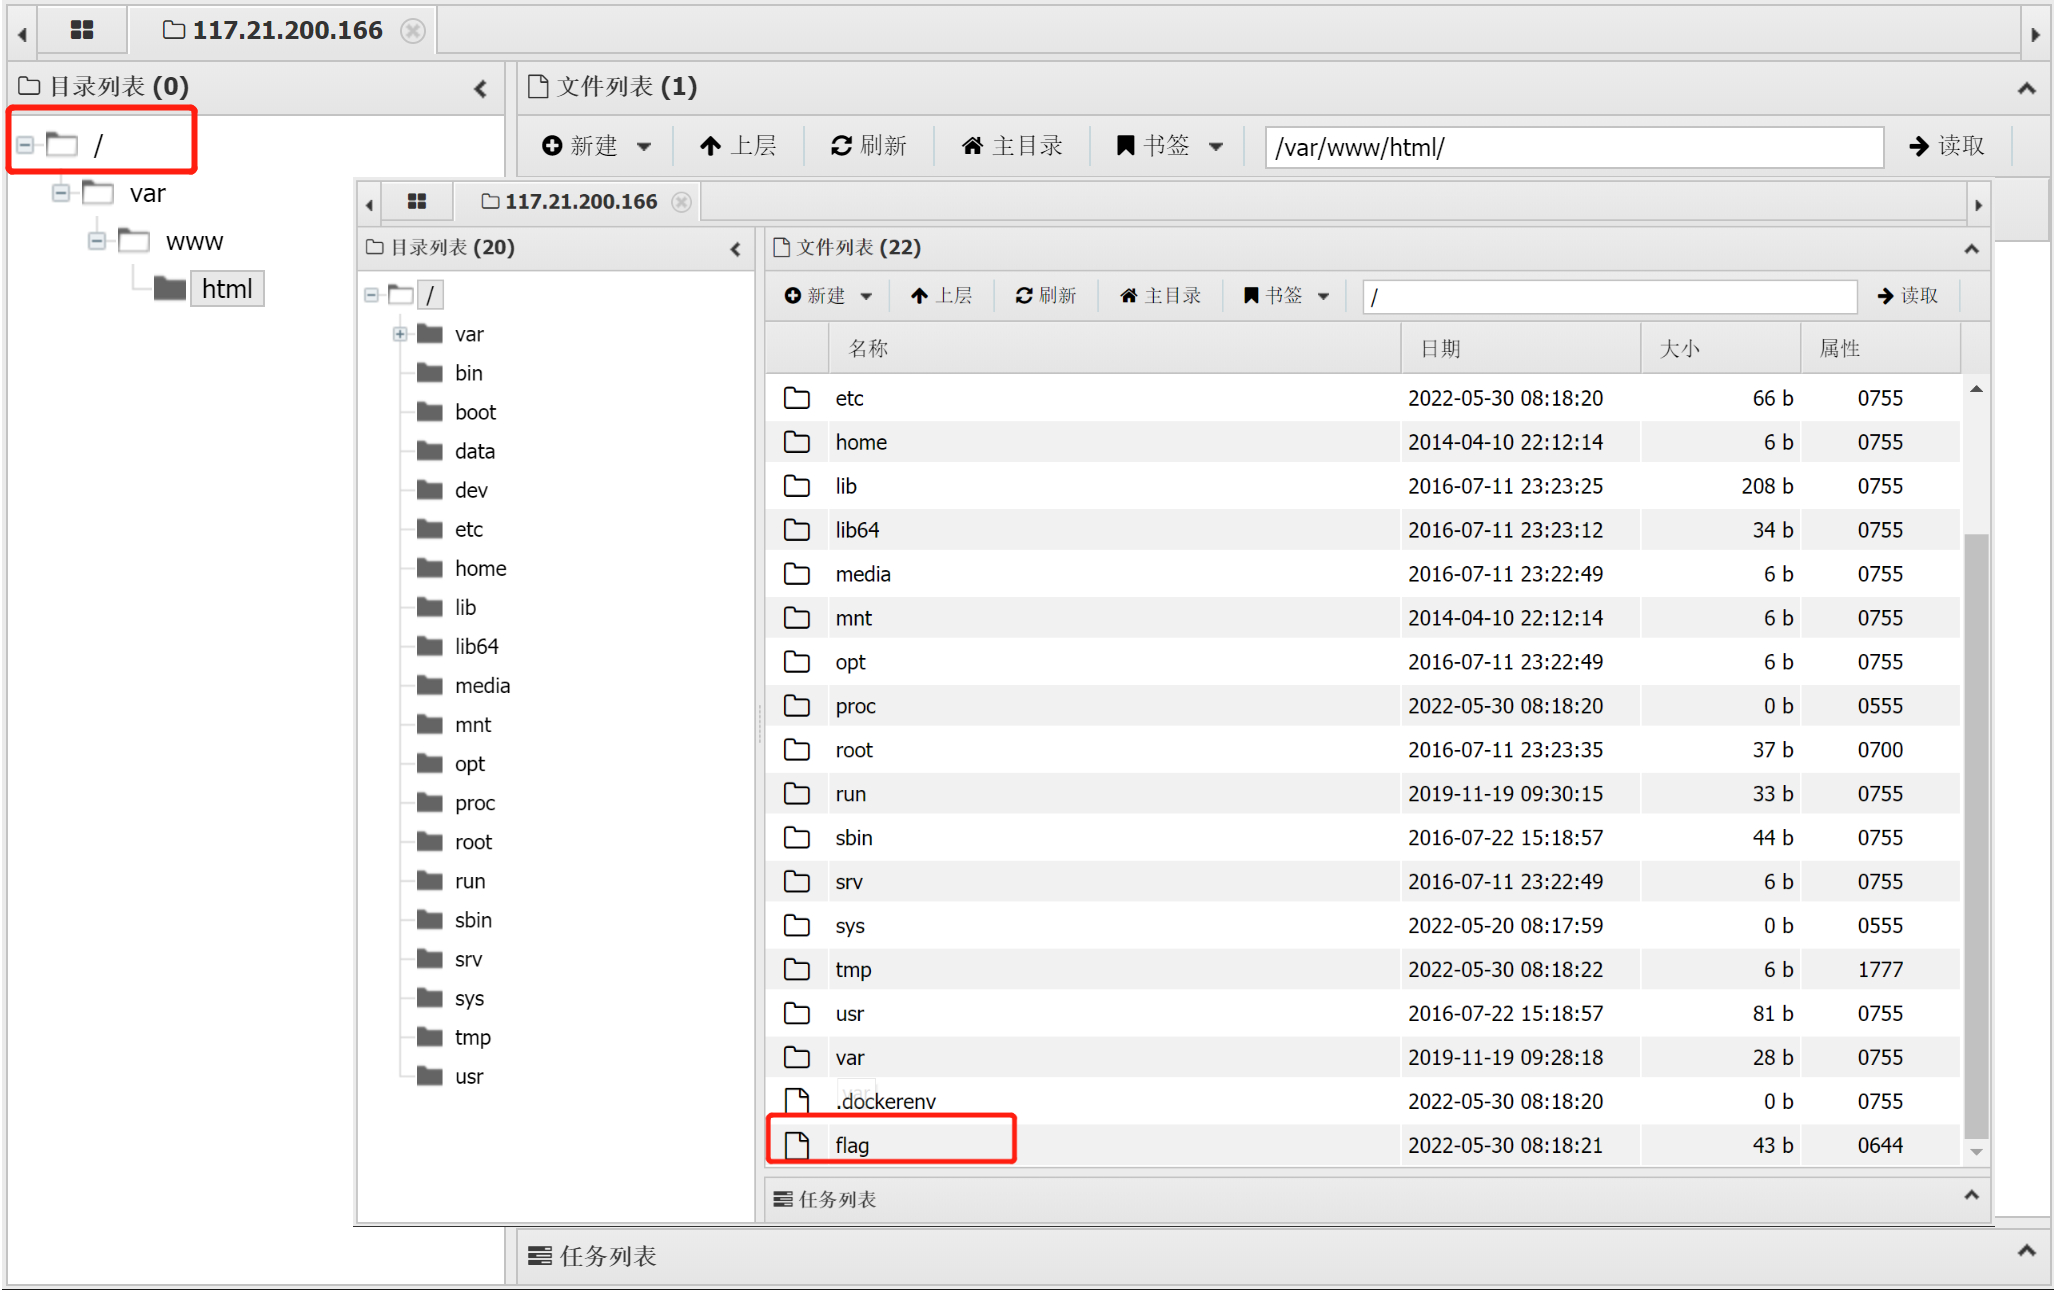 117.21.200.166
目录列表 (0)
文件列表 (1)
新建 上层 刷新 主目录 书签 /var/www/html/ 读取
/
var
www
html
117.21.200.166
目录列表 (20)
/
var
bin
boot
data
dev
etc
home
lib
lib64
media
mnt
opt
proc
root
run
sbin
srv
sys
tmp
usr
文件列表 (22)
新建 上层 刷新 主目录 书签 / 读取
名称 日期 大小 属性
etc 2022-05-30 08:18:20 66 b 0755
home 2014-04-10 22:12:14 6 b 0755
lib 2016-07-11 23:23:25 208 b 0755
lib64 2016-07-11 23:23:12 34 b 0755
media 2016-07-11 23:22:49 6 b 0755
mnt 2014-04-10 22:12:14 6 b 0755
opt 2016-07-11 23:22:49 6 b 0755
proc 2022-05-30 08:18:20 0 b 0555
root 2016-07-11 23:23:35 37 b 0700
run 2019-11-19 09:30:15 33 b 0755
sbin 2016-07-22 15:18:57 44 b 0755
srv 2016-07-11 23:22:49 6 b 0755
sys 2022-05-20 08:17:59 0 b 0555
tmp 2022-05-30 08:18:22 6 b 1777
usr 2016-07-22 15:18:57 81 b 0755
var 2019-11-19 09:28:18 28 b 0755
var
.dockerenv 2022-05-30 08:18:20 0 b 0755
flag 2022-05-30 08:18:21 43 b 0644
任务列表
任务列表